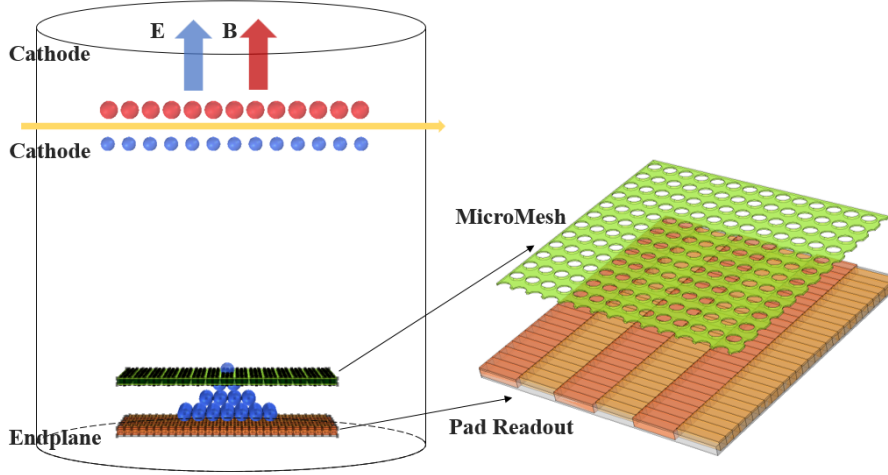 E
B
Cathode
Cathode
MicroMesh
Pad Readout
Endplane